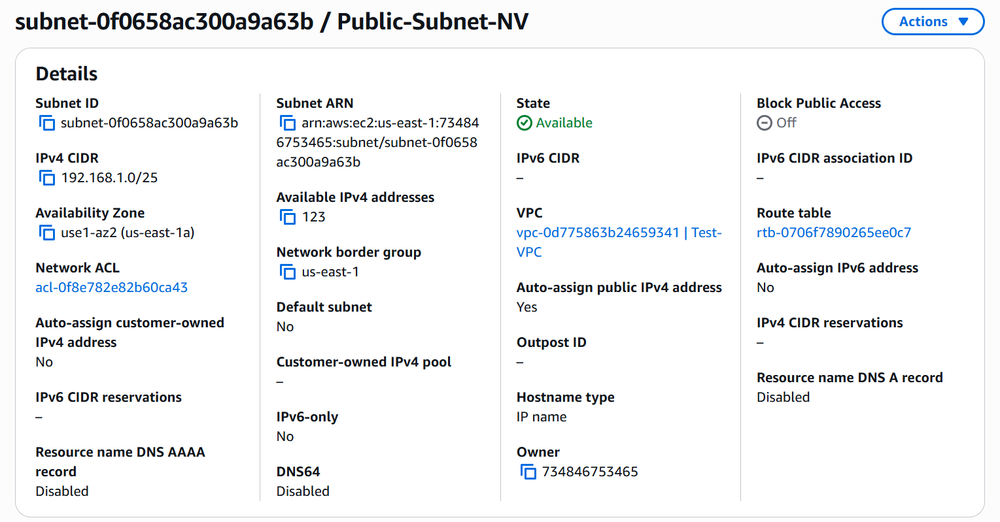 subnet-0f0658ac300a9a63b / Public-Subnet-NV
Actions
Details
Subnet ID
subnet-0f0658ac300a9a63b
IPv4 CIDR
192.168.1.0/25
Availability Zone
use1-az2 (us-east-1a)
Network ACL
acl-0f8e782e82b60ca43
Auto-assign customer-owned
IPv4 address
No
IPv6 CIDR reservations
–
Resource name DNS AAAA
record
Disabled
Subnet ARN
arn:aws:ec2:us-east-1:73484
6753465:subnet/subnet-0f0658
ac300a9a63b
Available IPv4 addresses
123
Network border group
us-east-1
Default subnet
No
Customer-owned IPv4 pool
–
IPv6-only
No
DNS64
Disabled
State
Available
IPv6 CIDR
–
VPC
vpc-0d775863b24659341 | Test-
VPC
Auto-assign public IPv4 address
Yes
Outpost ID
–
Hostname type
IP name
Owner
734846753465
Block Public Access
Off
IPv6 CIDR association ID
–
Route table
rtb-0706f7890265ee0c7
Auto-assign IPv6 address
No
IPv4 CIDR reservations
–
Resource name DNS A record
Disabled